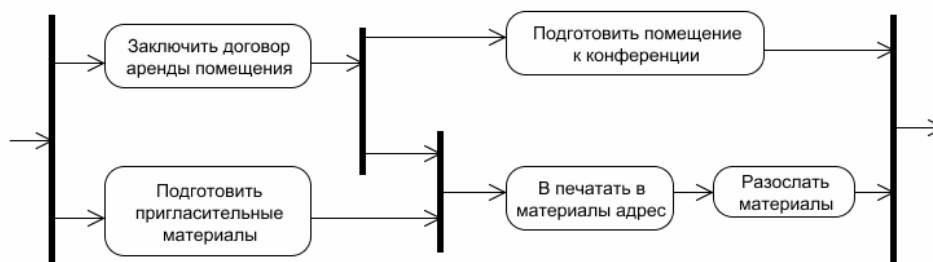 Заключить договор
аренды помещения
Подготовить помещение
к конференции
Подготовить
пригласительные
материалы
В печатать в
материалы адрес
Разослать
материалы